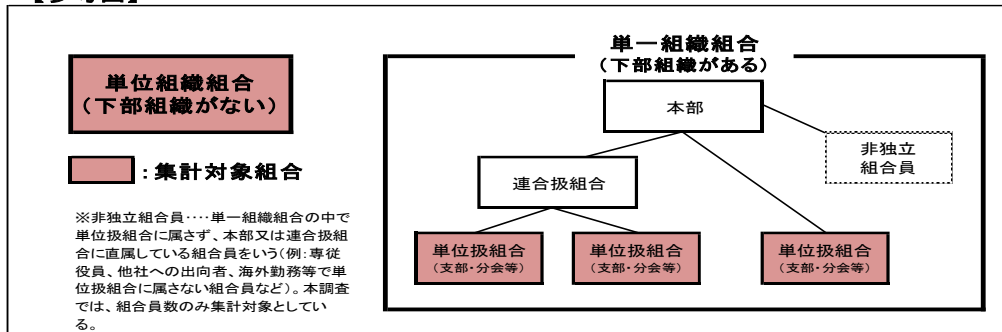 単位組織組合
(下部組織がない)
:集計対象組合
※非独立組合員‥‥単一組織組合の中で
単位扱組合に属さず、本部又は連合扱組
合に直属している組合員をいう(例:専従
役員、他社への出向者、海外勤務等で単
位扱組合に属さない組合員など)。本調査
では、組合員数のみ集計対象としてい
る。
単一組織組合
(下部組織がある)
本部
非独立
組合員
連合扱組合
単位扱組合
(支部・分会等)
単位扱組合
(支部・分会等)
単位扱組合
(支部・分会等)